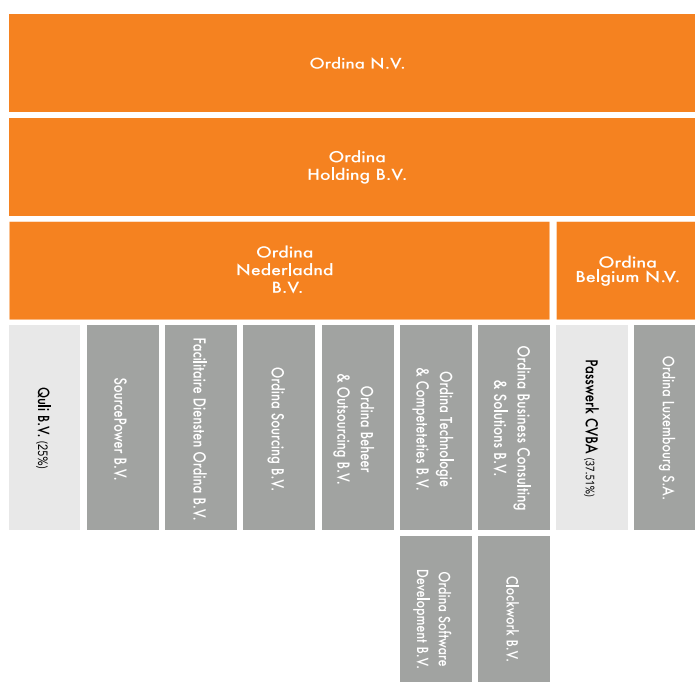 Ordina N.V.
Ordina
Holding B.V.
Ordina
Nederladnd
B.V.
Ordina
Belgium N.V.
Quli B.V. (25%)
SourcePower B.V.
Facilitaire Diensten Ordina B.V.
Ordina Sourcing B.V.
Ordina Beheer
& Outsourcing B.V.
Ordina Technologie
& Competeteties B.V.
Ordina Business Consulting
& Solutions B.V.
Passwerk CVBA (37.51%)
Ordina Luxembourg S.A.
Ordina Software
Development B.V.
Clockwork B.V.